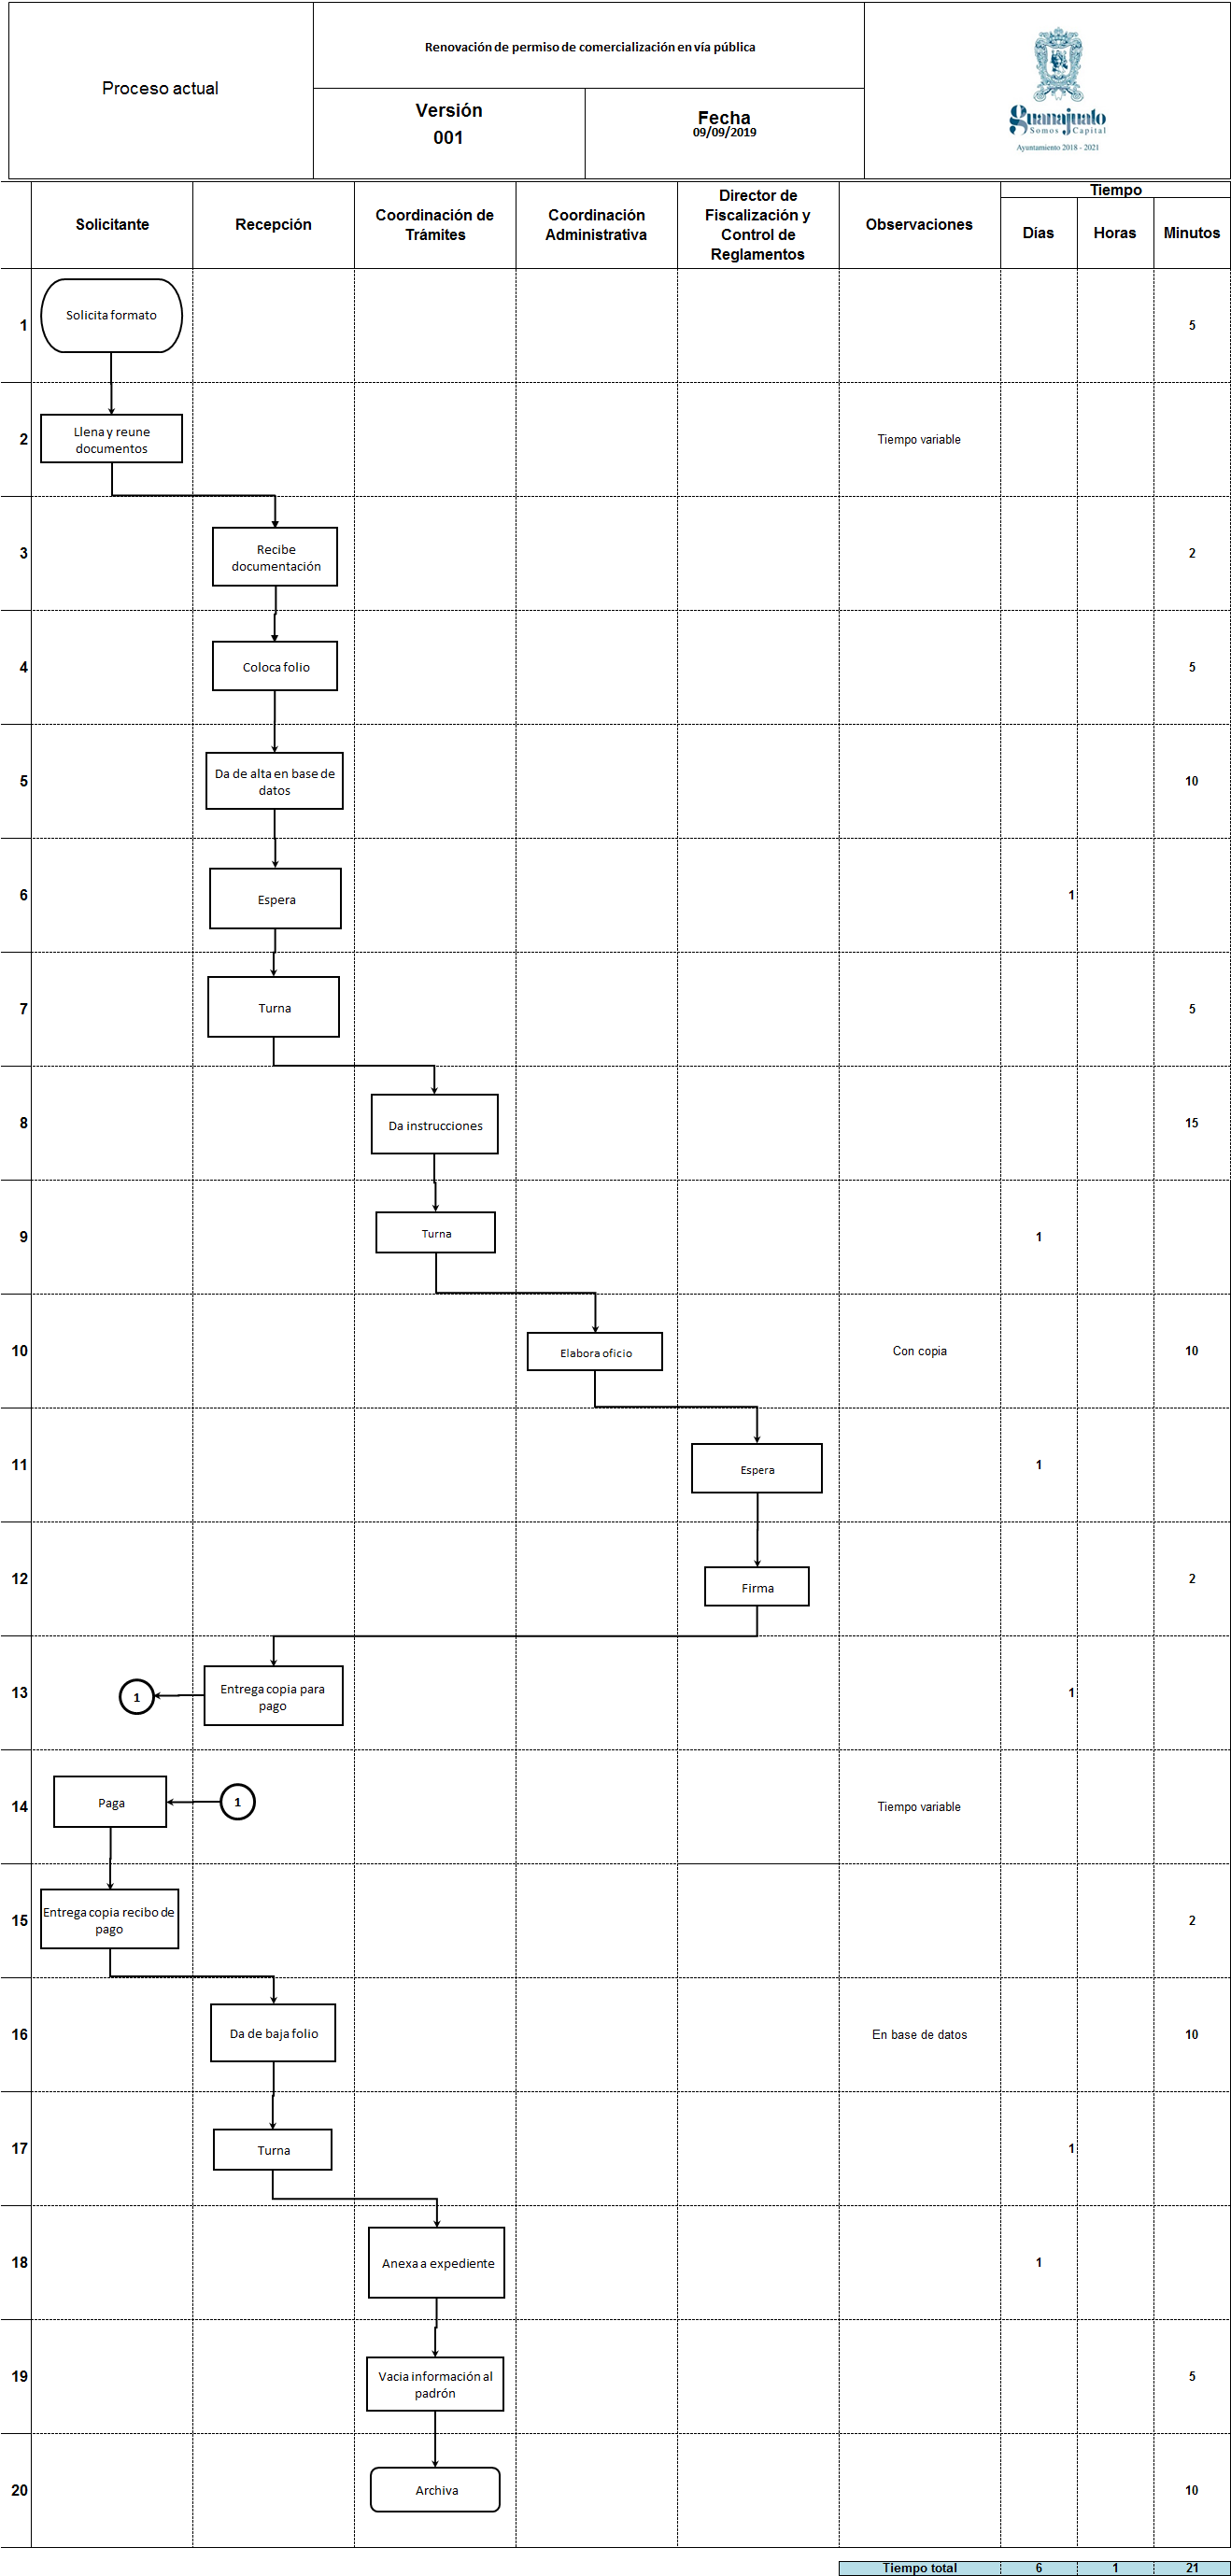 Proceso actual
Renovación de permiso de comercialización en vía pública
Versión
001
Fecha
09/09/2019
guanajuato
Somos Capital
Ayuntamiento 2018 - 2021
Solicitante
Recepción
Coordinación de
Trámites
Coordinación
Administrativa
Director de
Fiscalización y
Control de
Reglamentos
Observaciones
Tiempo
Días
Horas
Minutos
1
Solicita formato
5
2
Llena y reune
documentos
Tiempo variable
3
Recibe
documentación
2
4
Coloca folio
5
5
Da de alta en base de
datos
10
6
Espera
1
7
Turna
5
8
Da instrucciones
15
9
Turna
1
10
Elabora oficio
Con copia
10
11
Espera
1
12
Firma
2
13
1
Entrega copia para
pago
1
14
Paga
1
Tiempo variable
15
Entrega copia recibo de
pago
2
16
Da de baja folio
En base de datos
10
17
Turna
1
18
Anexa a expediente
1
19
Vacia información al
padrón
5
20
Archiva
10
Tiempo total 6 1 21